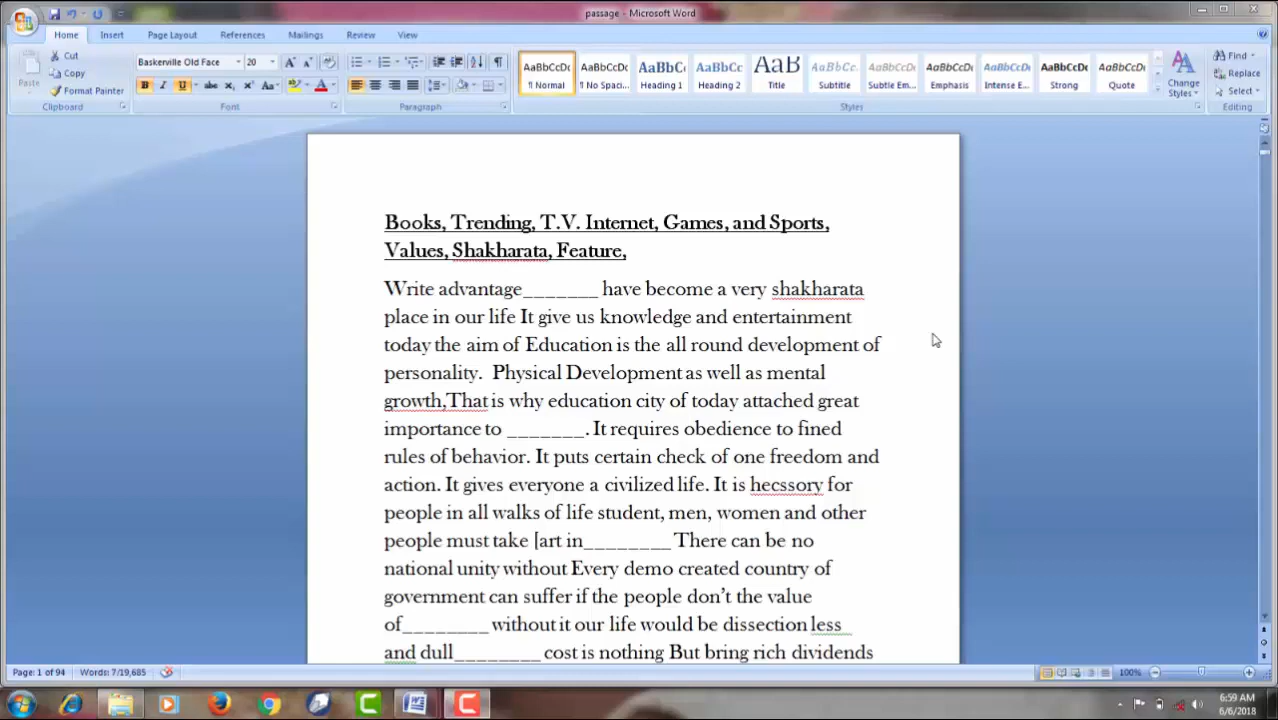 passage - Microsoft Word
Home Insert Page Layout References Mailings Review View
Cut
Copy
Format Painter
Paste
Clipboard
Baskerville Old Face 20
Font
Paragraph
AaBbCcDc AaBbCcDc AaBbC AaBbCc AaB AaBbCc. AaBbCcDc AaBbCcDc AaBbCcDc AaBbCcDc AaBbCcDc
¶ Normal ¶ No Spaci... Heading 1 Heading 2 Title Subtitle Subtle Em... Emphasis Intense E... Strong Quote
Styles
Change
Styles
Find
Replace
Select
Editing
Books, Trending, T.V. Internet, Games, and Sports,
Values, Shakharata, Feature,
Write advantage_______ have become a very shakharata
place in our life It give us knowledge and entertainment
today the aim of Education is the all round development of
personality. Physical Development as well as mental
growth,That is why education city of today attached great
importance to _______. It requires obedience to fined
rules of behavior. It puts certain check of one freedom and
action. It gives everyone a civilized life. It is hecssory for
people in all walks of life student, men, women and other
people must take [art in________ There can be no
national unity without Every demo created country of
government can suffer if the people don't the value
of________ without it our life would be dissection less
and dull________ cost is nothing But bring rich dividends
Page: 1 of 94 Words: 7/19,685 100%
6:59 AM
6/6/2018